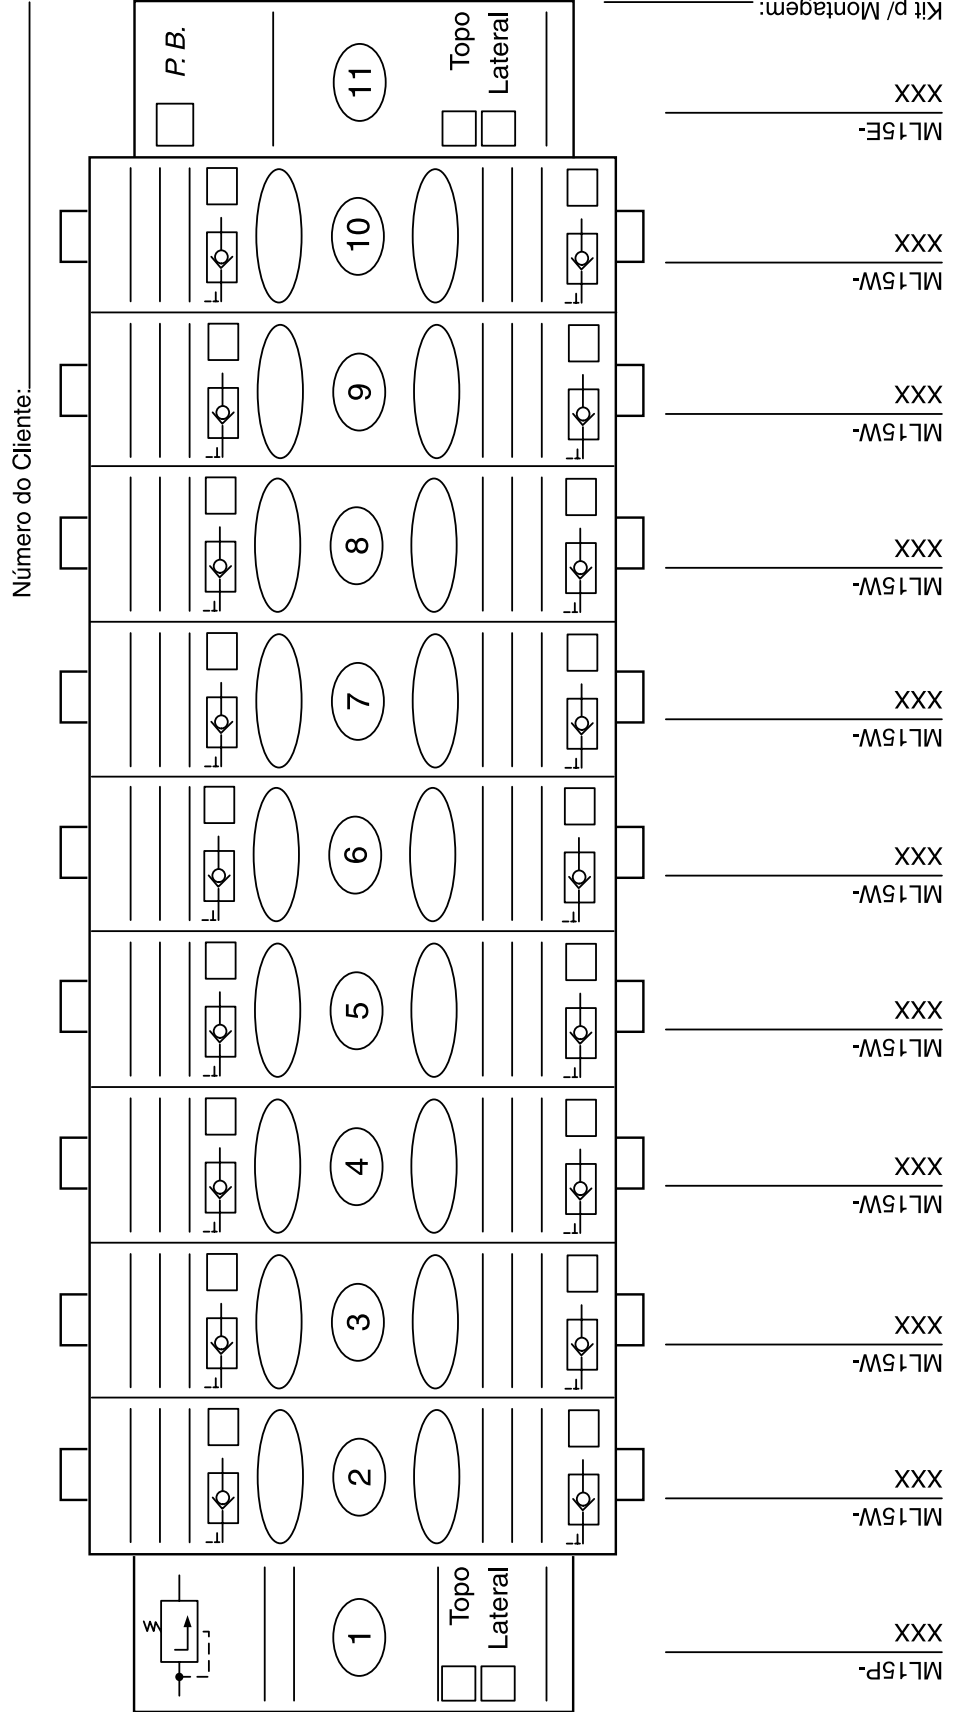 Número do Cliente:
P. B.
11
Topo
Lateral
10
9
8
7
6
5
4
3
2
1
Topo
Lateral
Kit p/ Montagem:
ML15E-
XXX
ML15W-
XXX
ML15W-
XXX
ML15W-
XXX
ML15W-
XXX
ML15W-
XXX
ML15W-
XXX
ML15W-
XXX
ML15W-
XXX
ML15W-
XXX
ML15P-
XXX